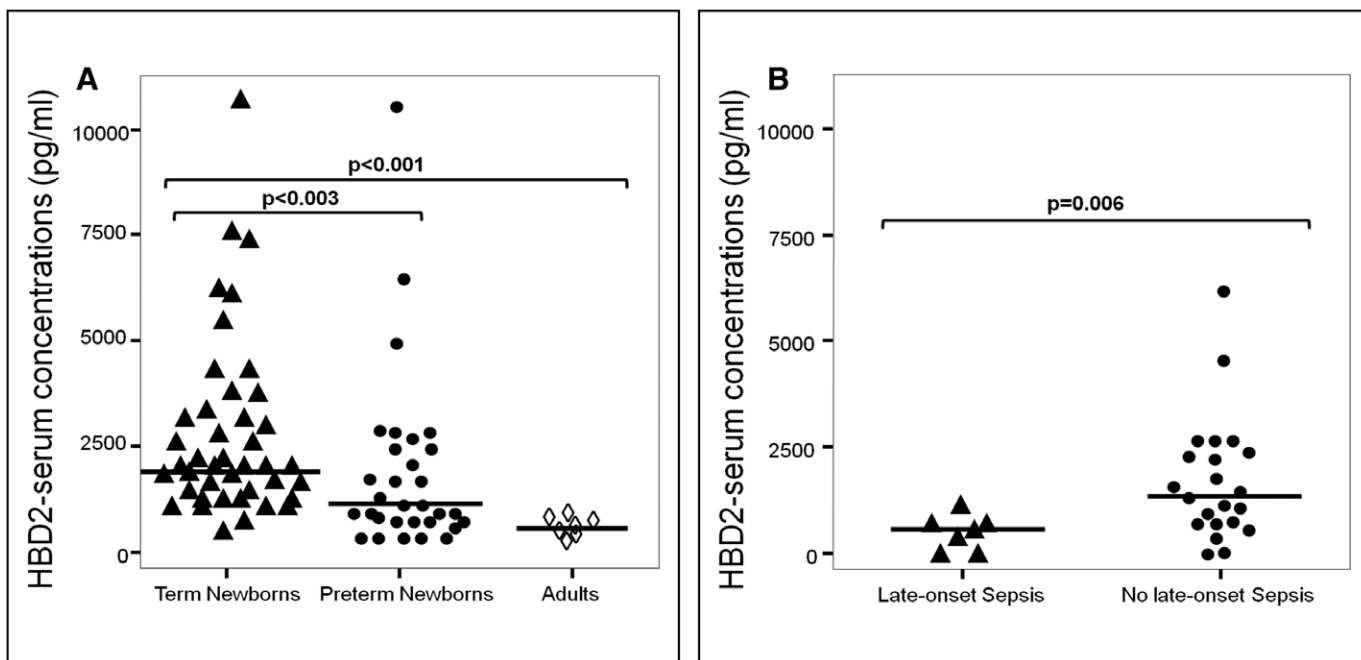 A
HBD2-serum concentrations (pg/ml)
10000
7500
5000
2500
0
p<0.001
p<0.003
Term Newborns
Preterm Newborns
Adults
B
HBD2-serum concentrations (pg/ml)
10000
7500
5000
2500
0
p=0.006
Late-onset Sepsis
No late-onset Sepsis